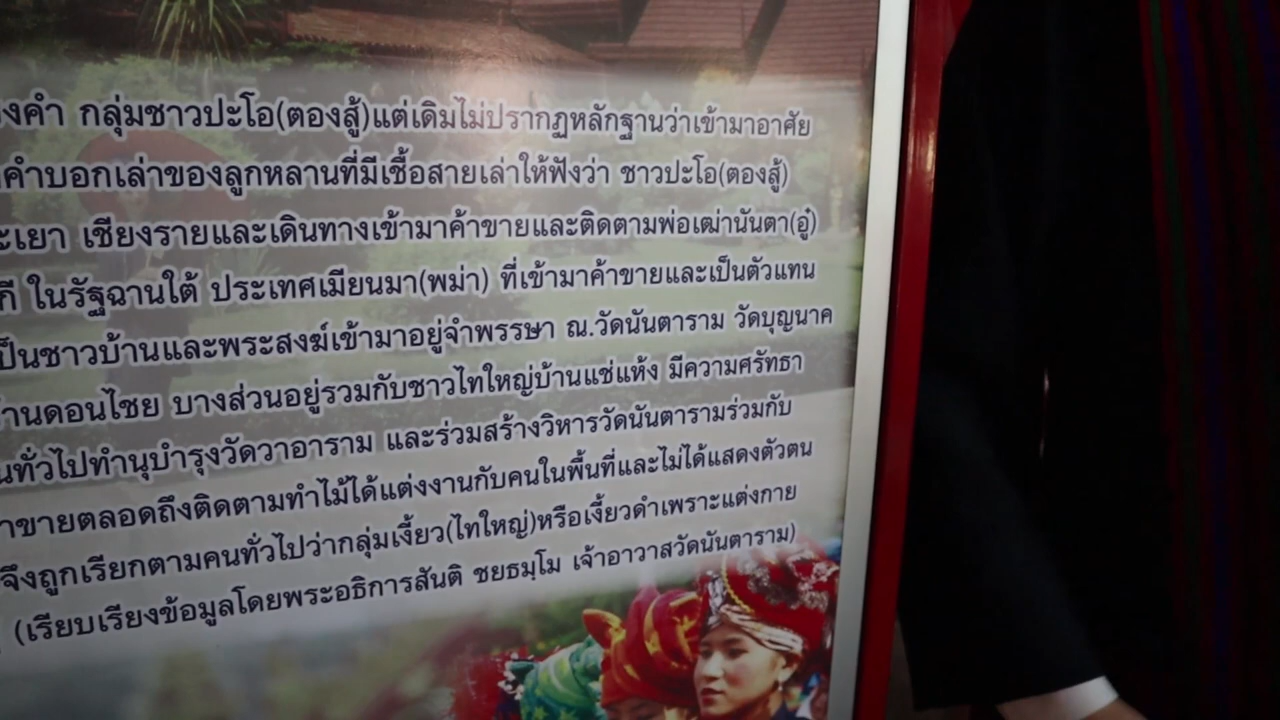 งคำ กลุ่มชาวปะโอ(ตองสู้)แต่เดิมไม่ปรากฏหลักฐานว่าเข้ามาอาศัย
คำบอกเล่าของลูกหลานที่มีเชื้อสายเล่าให้ฟังว่า ชาวปะโอ(ตองสู้)
ะเยา เชียงรายและเดินทางเข้ามาค้าขายและติดตามพ่อเฒ่านันตา(อู๋)
กี ในรัฐฉานใต้ ประเทศเมียนมา(พม่า) ที่เข้ามาค้าขายและเป็นตัวแทน
ป็นชาวบ้านและพระสงฆ์เข้ามาอยู่จำพรรษา ณ.วัดนันตาราม วัดบุญนาค
้านดอนไชย บางส่วนอยู่รวมกับชาวไทใหญ่บ้านแช่แห้ง มีความศรัทธา
นทั่วไปทำนุบำรุงวัดวาอาราม และร่วมสร้างวิหารวัดนันตารามร่วมกับ
าขายตลอดถึงติดตามทำไม้ได้แต่งงานกับคนในพื้นที่และไม่ได้แสดงตัวตน
จึงถูกเรียกตามคนทั่วไปว่ากลุ่มเงี้ยว(ไทใหญ่)หรือเงี้ยวดำเพราะแต่งกาย
(เรียบเรียงข้อมูลโดยพระอธิการสันติ ชยธมฺโม เจ้าอาวาสวัดนันตาราม)